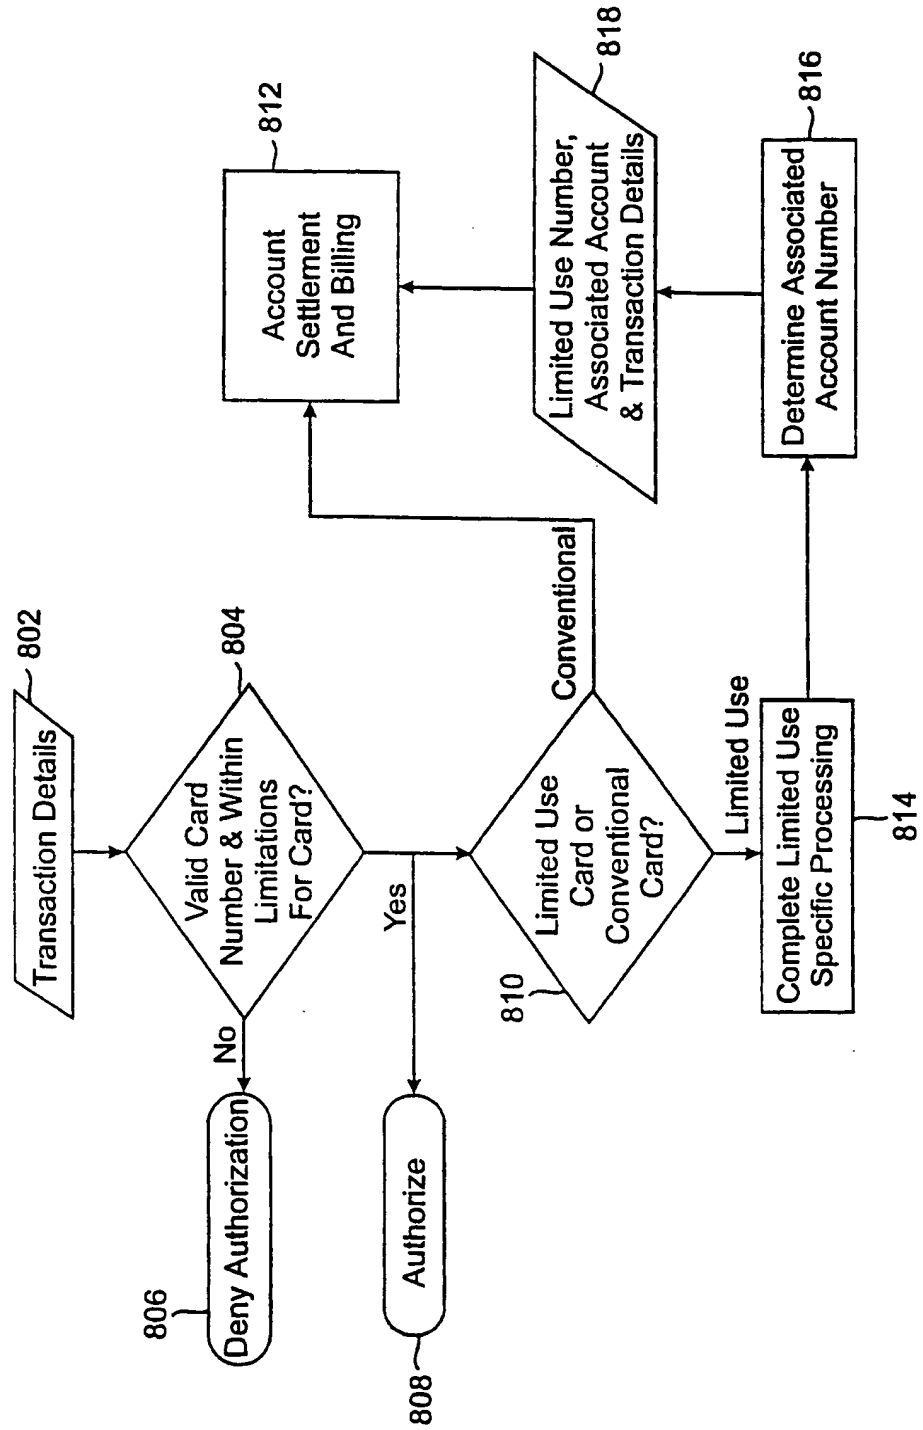 802
Transaction Details
804
Valid Card
Number & Within
Limitations
For Card?
No
806
Deny Authorization
Yes
808
Authorize
810
Limited Use
Card or
Conventional
Card?
Conventional
812
Account
Settlement
And Billing
Limited Use
Complete Limited Use
Specific Processing
814
816
Determine Associated
Account Number
818
Limited Use Number,
Associated Account
& Transaction Details